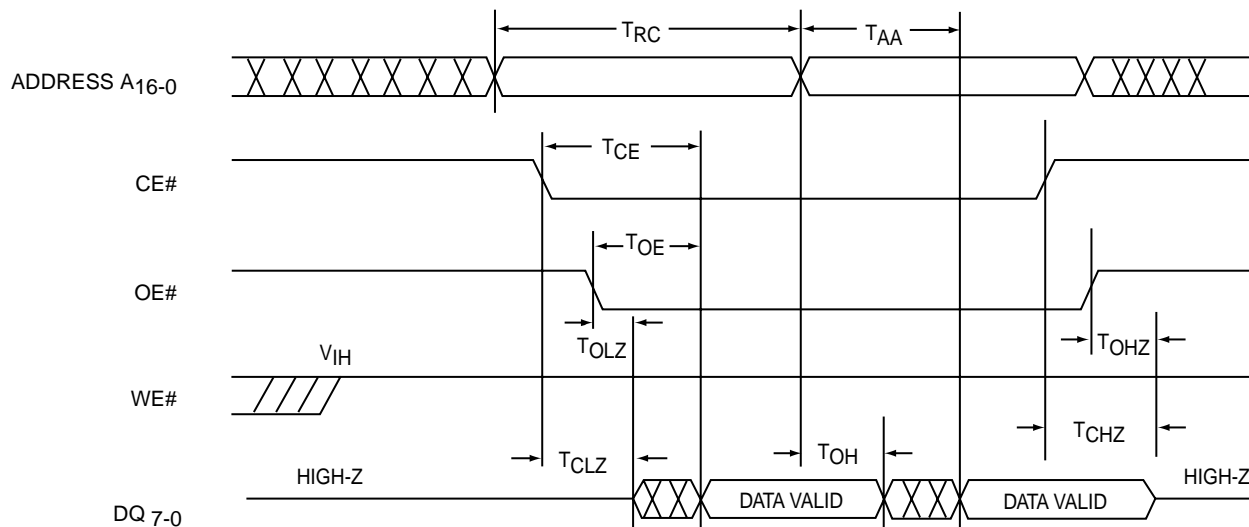 TRC TAA
ADDRESS A16-0
TCE
CE#
TOE
OE#
TOLZ TOHZ
VIH
WE#
TCLZ TOH TCHZ
HIGH-Z HIGH-Z
DQ 7-0 DATA VALID DATA VALID